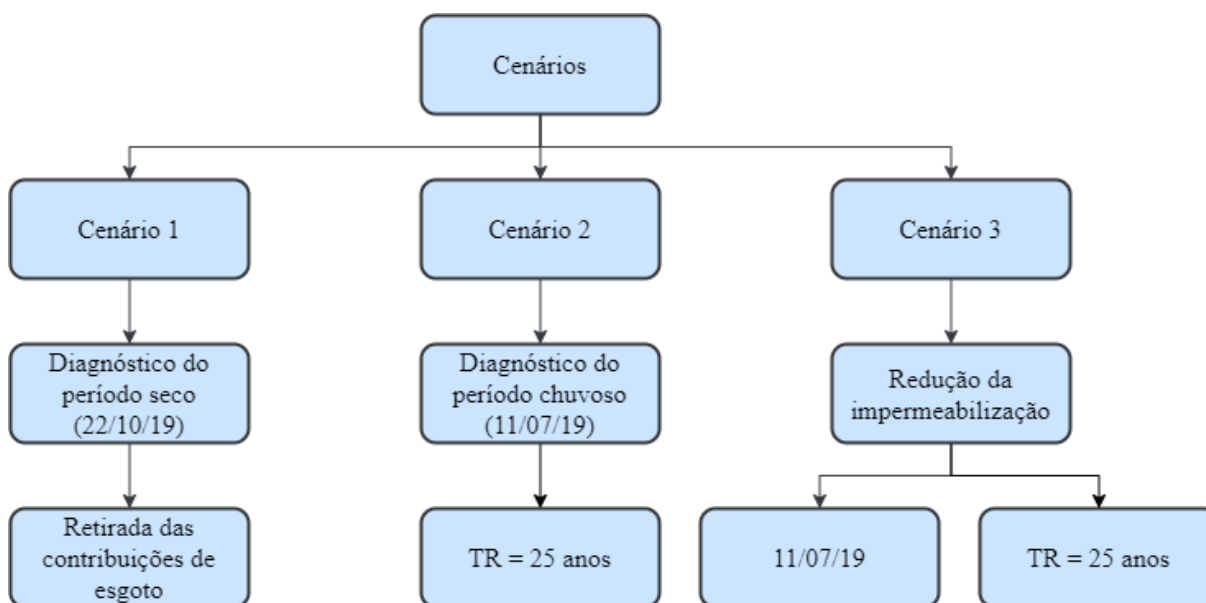 Cenários
Cenário 1
Cenário 2
Cenário 3
Diagnóstico do
período seco
(22/10/19)
Diagnóstico do
período chuvoso
(11/07/19)
Redução da
impermeabilização
Retirada das
contribuições de
esgoto
TR = 25 anos
11/07/19
TR = 25 anos